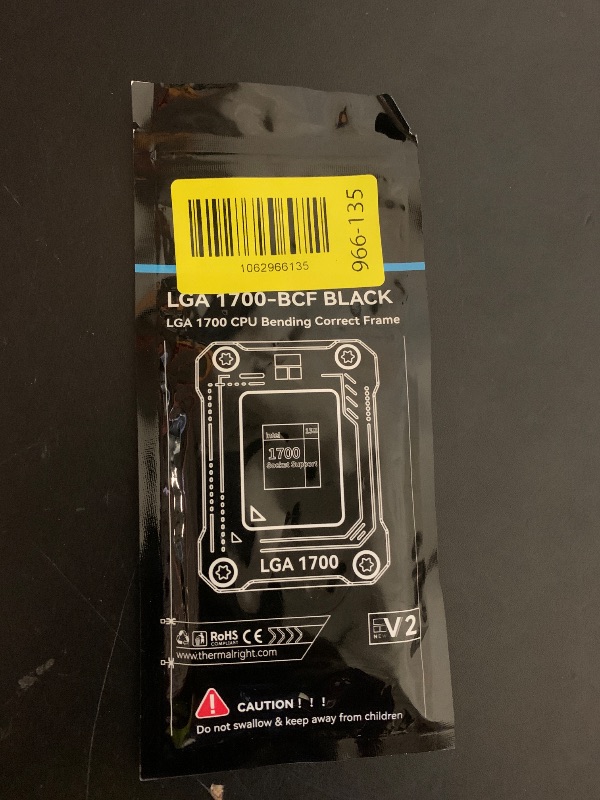 1062966135
966-135
LGA 1700-BCF BLACK
LGA 1700 CPU Bending Correct Frame
intel
1700
Socket Support
LGA 1700
RoHS
COMPLIANT
CE
www.thermalright.com
NEW
V2
CAUTION ! ! !
Do not swallow & keep away from children